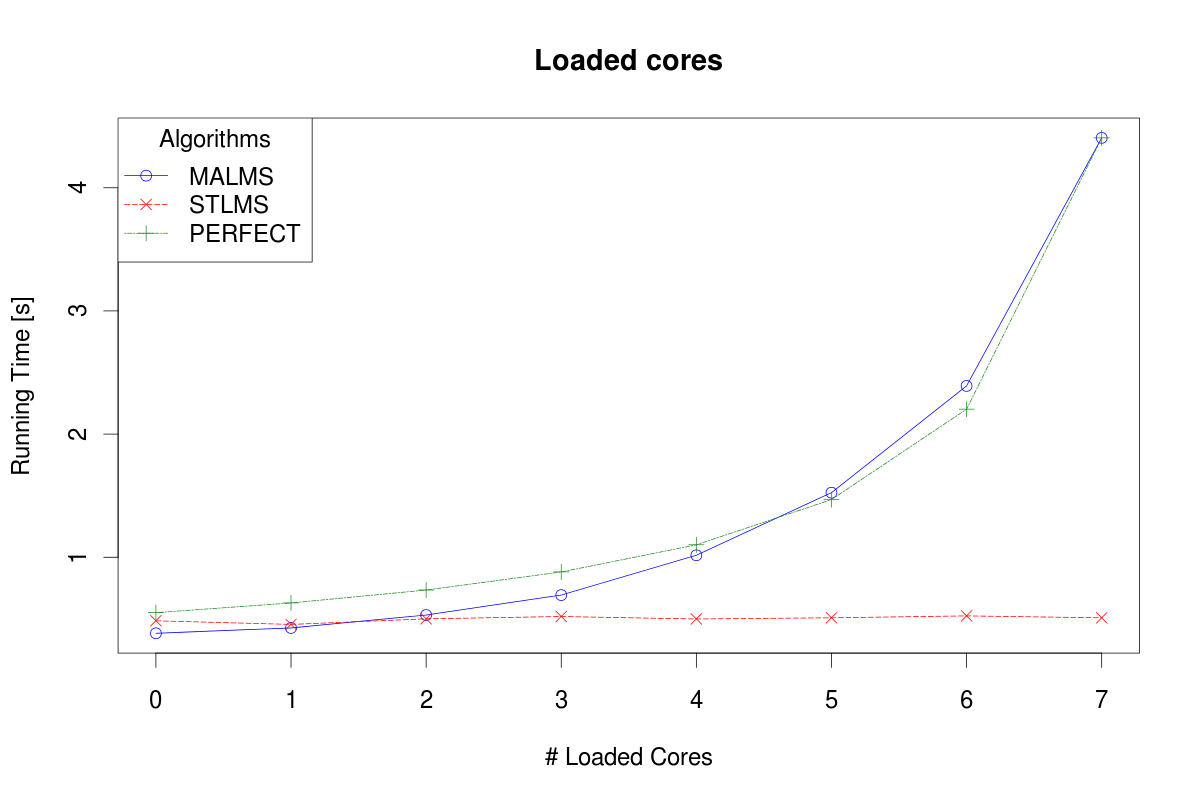 Loaded cores
Algorithms
MALMS
STLMS
PERFECT
Running Time [s]
4
3
2
1
0 1 2 3 4 5 6 7
# Loaded Cores